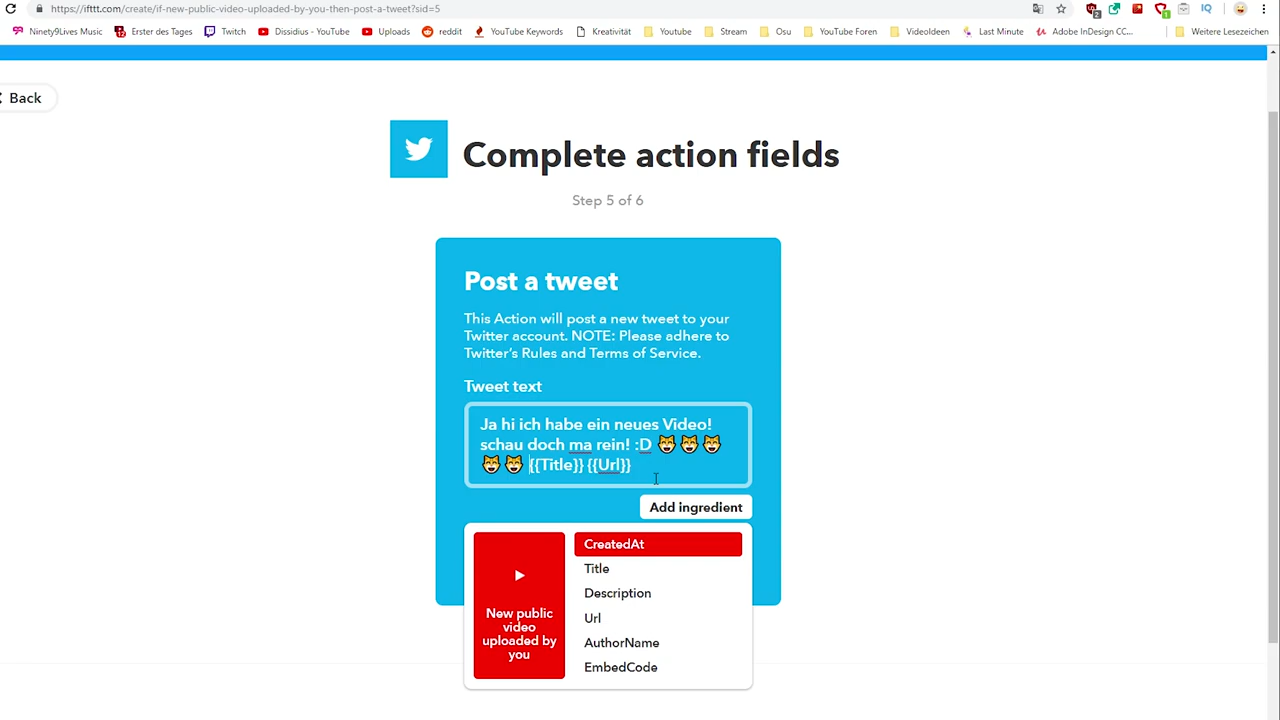 https://ifttt.com/create/if-new-public-video-uploaded-by-you-then-post-a-tweet?sid=5
2
1
IQ
Ninety9Lives Music
Erster des Tages
Twitch
Dissidius - YouTube
Uploads
reddit
YouTube Keywords
Kreativität
Youtube
Stream
Osu
YouTube Foren
VideoIdeen
Last Minute
Adobe InDesign CC...
Weitere Lesezeichen
Back
Complete action fields
Step 5 of 6
Post a tweet
This Action will post a new tweet to your
Twitter account. NOTE: Please adhere to
Twitter's Rules and Terms of Service.
Tweet text
Ja hi ich habe ein neues Video!
schau doch ma rein! :D 😸😸😸
😸😸 {{Title}} {{Url}}
Add ingredient
New public
video
uploaded by
you
CreatedAt
Title
Description
Url
AuthorName
EmbedCode